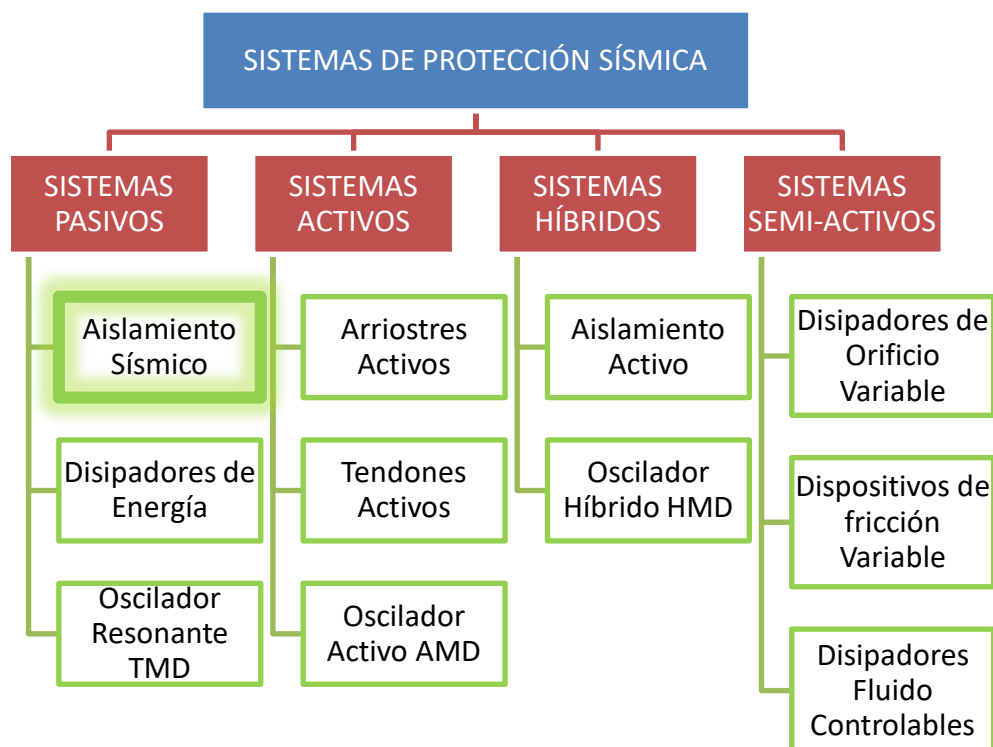 SISTEMAS DE PROTECCIÓN SÍSMICA
SISTEMAS
PASIVOS
Aislamiento
Sísmico
Disipadores de
Energía
Oscilador
Resonante
TMD
SISTEMAS
ACTIVOS
Arriostres
Activos
Tendones
Activos
Oscilador
Activo AMD
SISTEMAS
HÍBRIDOS
Aislamiento
Activo
Oscilador
Híbrido HMD
SISTEMAS
SEMI-ACTIVOS
Disipadores de
Orificio
Variable
Dispositivos de
fricción
Variable
Disipadores
Fluido
Controlables